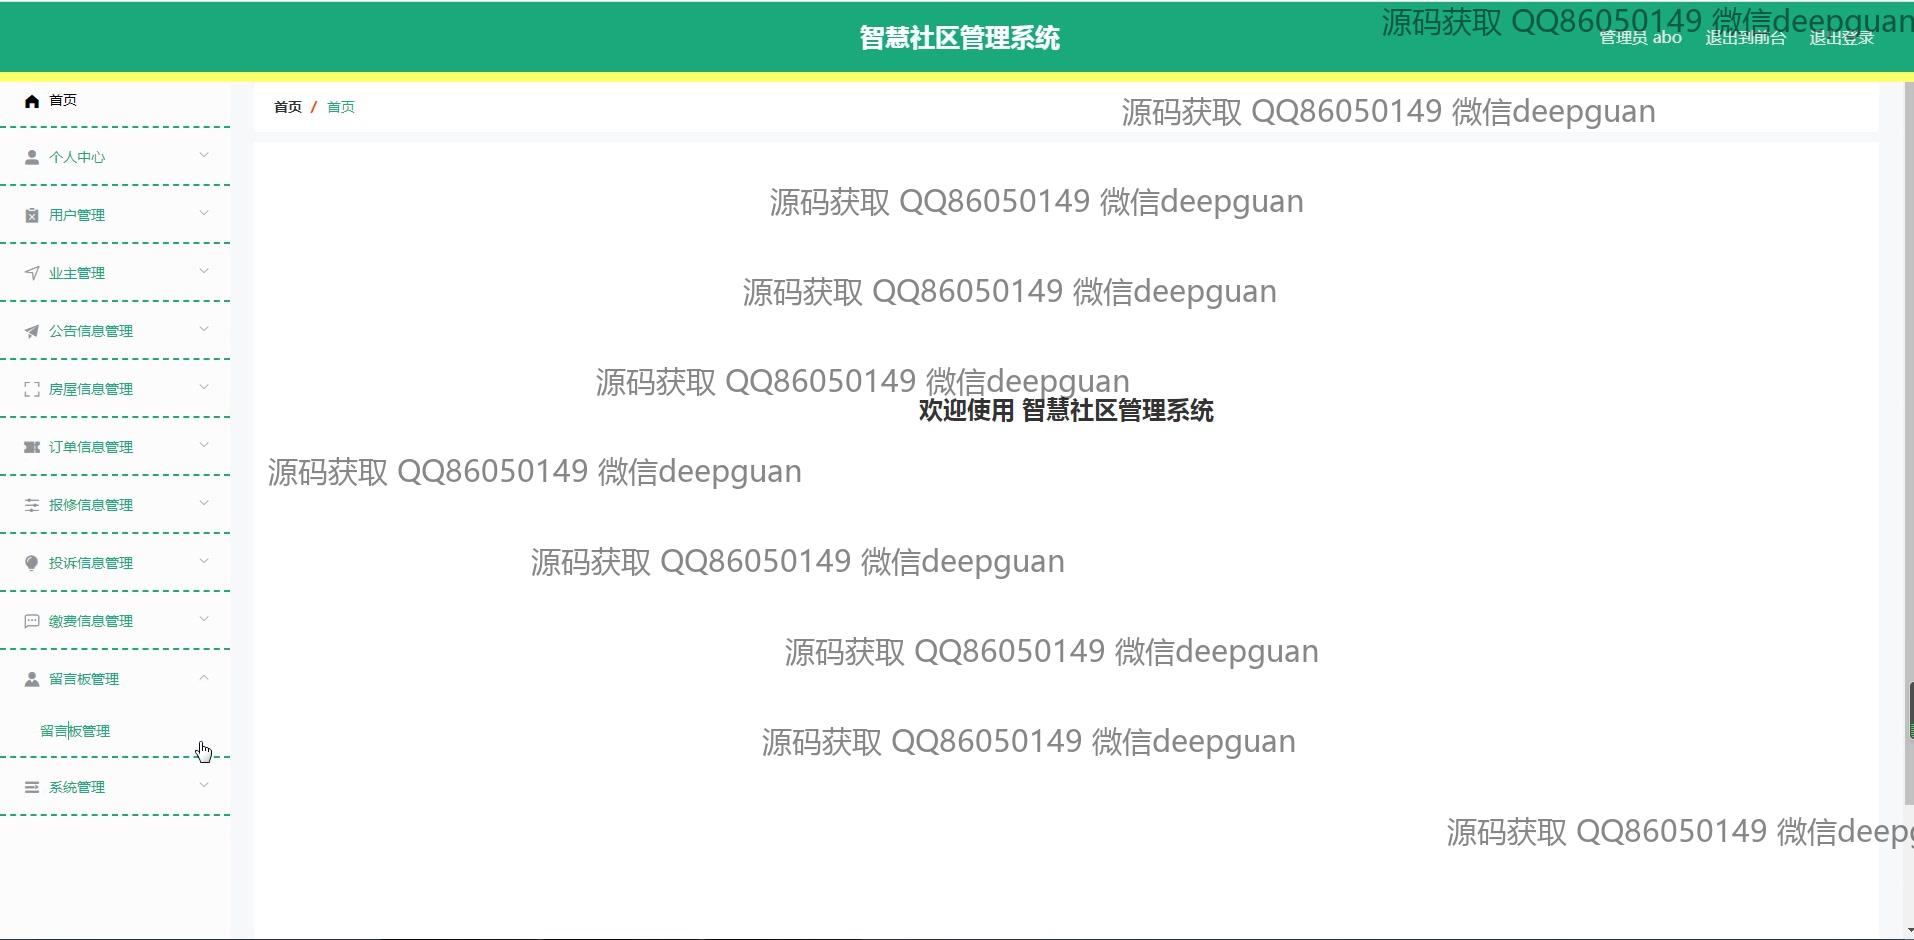 源码获取 QQ86050149 微信deepguan
智慧社区管理系统
管理员 abo 退出到前台 退出登录
首页
首页 / 首页
源码获取 QQ86050149 微信deepguan
个人中心
源码获取 QQ86050149 微信deepguan
用户管理
业主管理
源码获取 QQ86050149 微信deepguan
公告信息管理
源码获取 QQ86050149 微信deepguan
房屋信息管理
欢迎使用 智慧社区管理系统
订单信息管理
源码获取 QQ86050149 微信deepguan
报修信息管理
源码获取 QQ86050149 微信deepguan
投诉信息管理
缴费信息管理
源码获取 QQ86050149 微信deepguan
留言板管理
留言板管理
源码获取 QQ86050149 微信deepguan
系统管理
源码获取 QQ86050149 微信deep